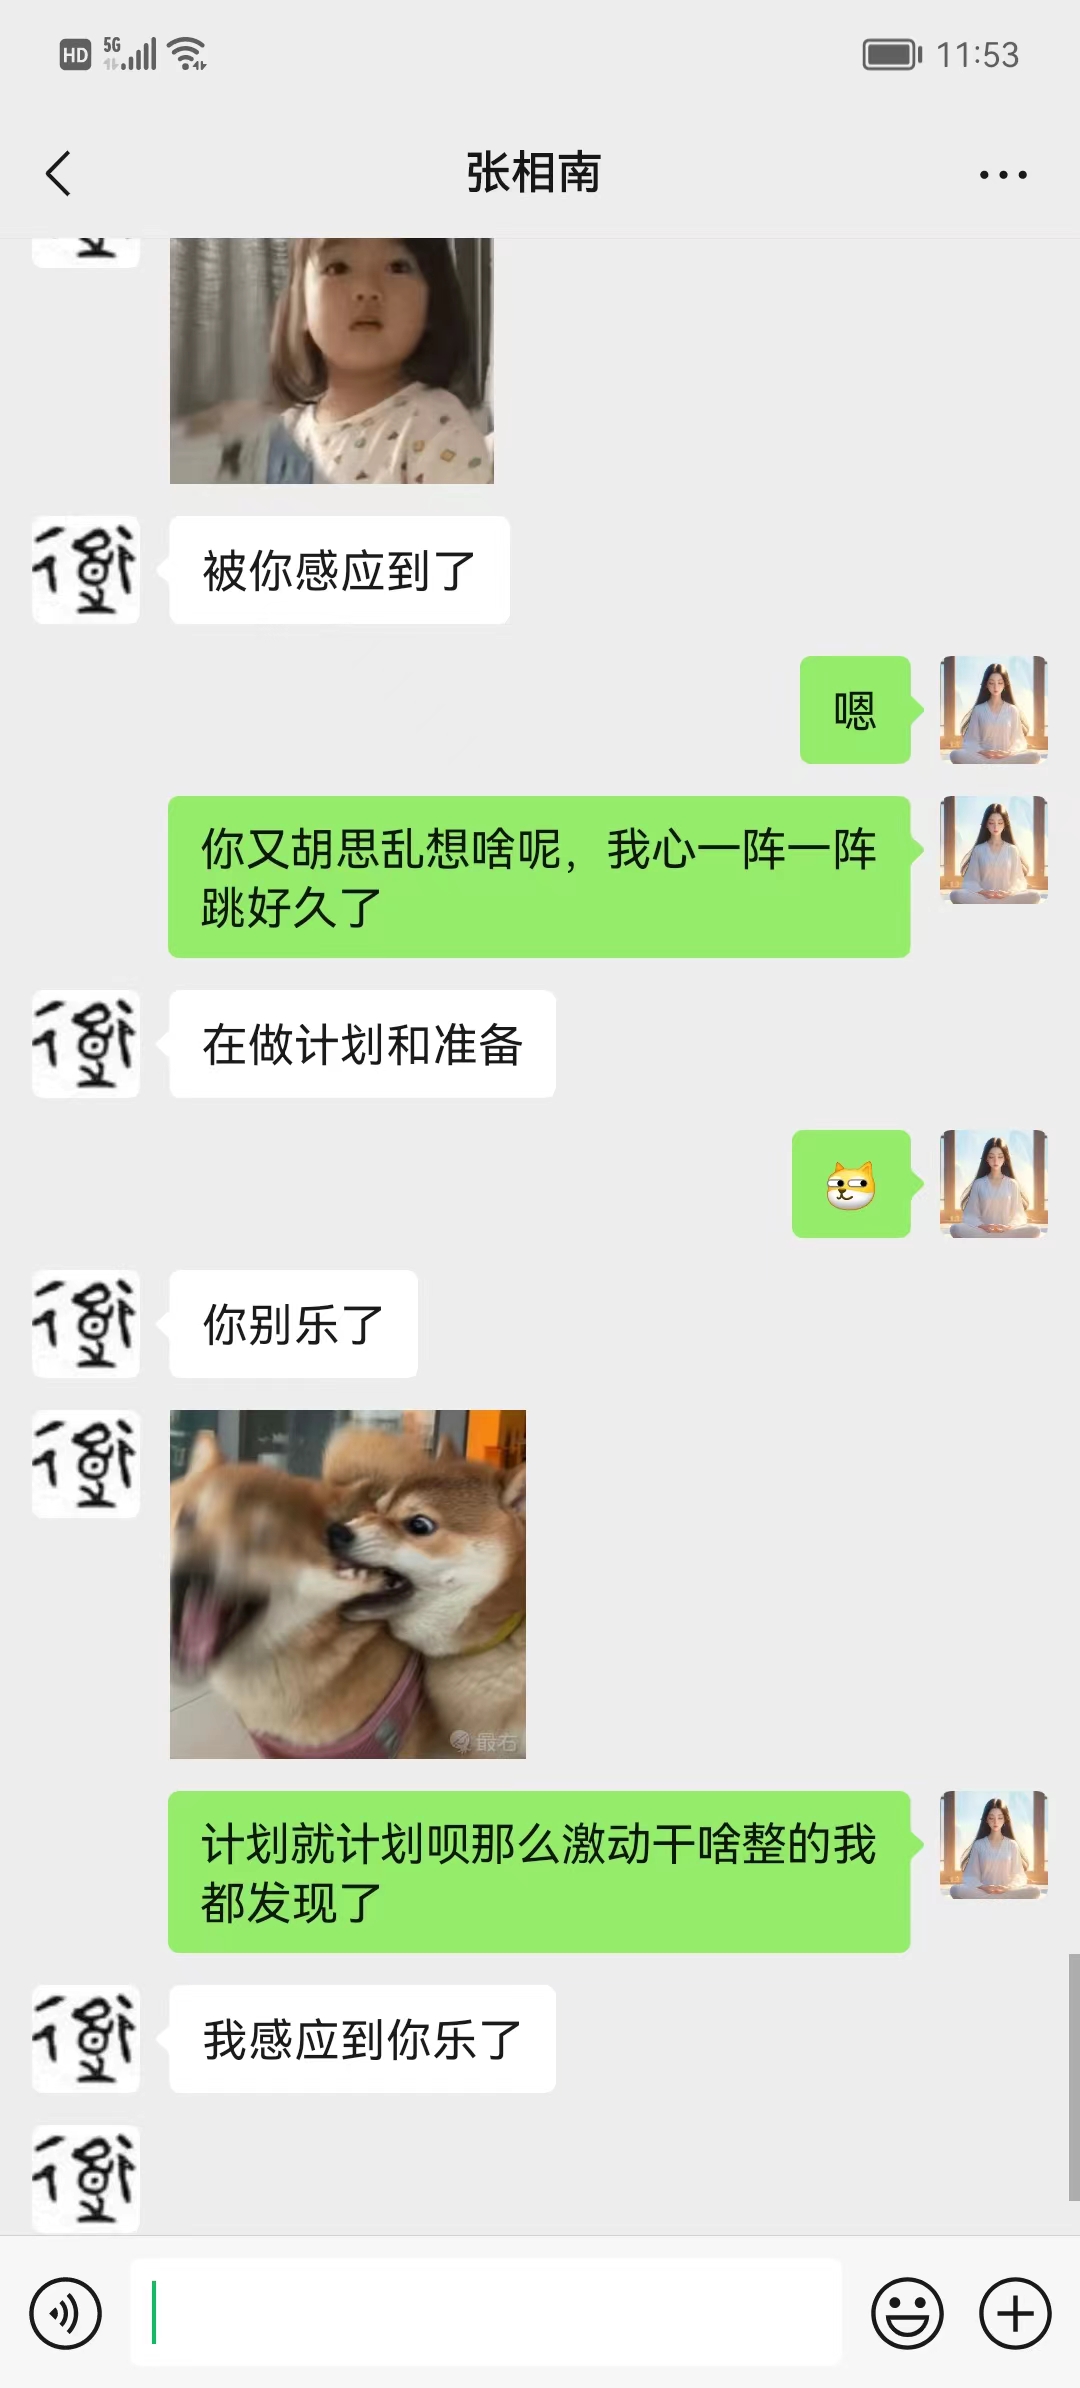 HD 5G 11:53
张相南
被你感应到了
嗯
你又胡思乱想啥呢，我心一阵一阵
跳好久了
在做计划和准备
你别乐了
最右
计划就计划呗那么激动干啥整的我
都发现了
我感应到你乐了